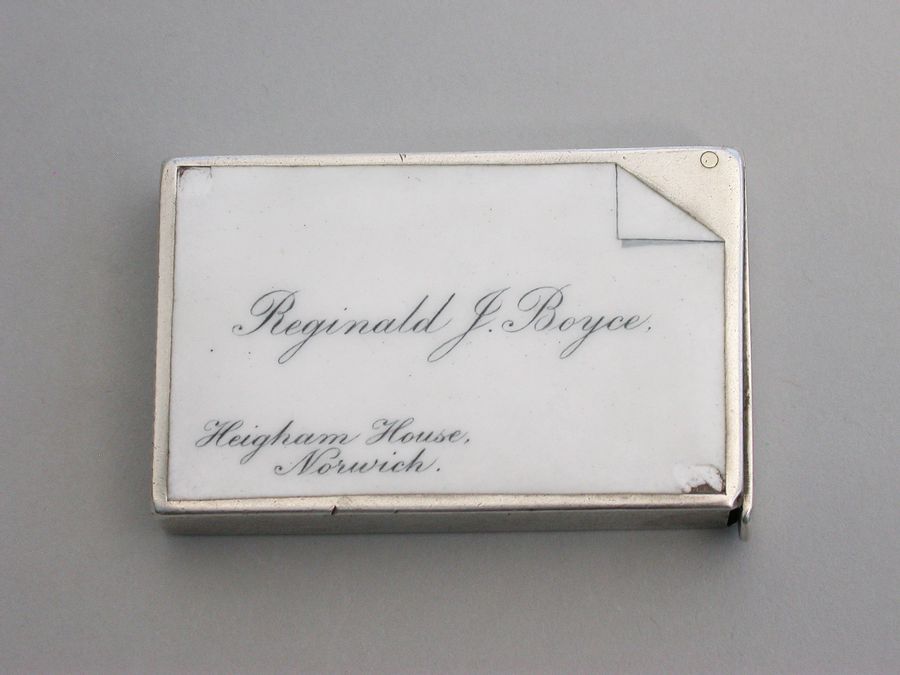 Reginald J. Boyce.
Heigham House.
Norwich.